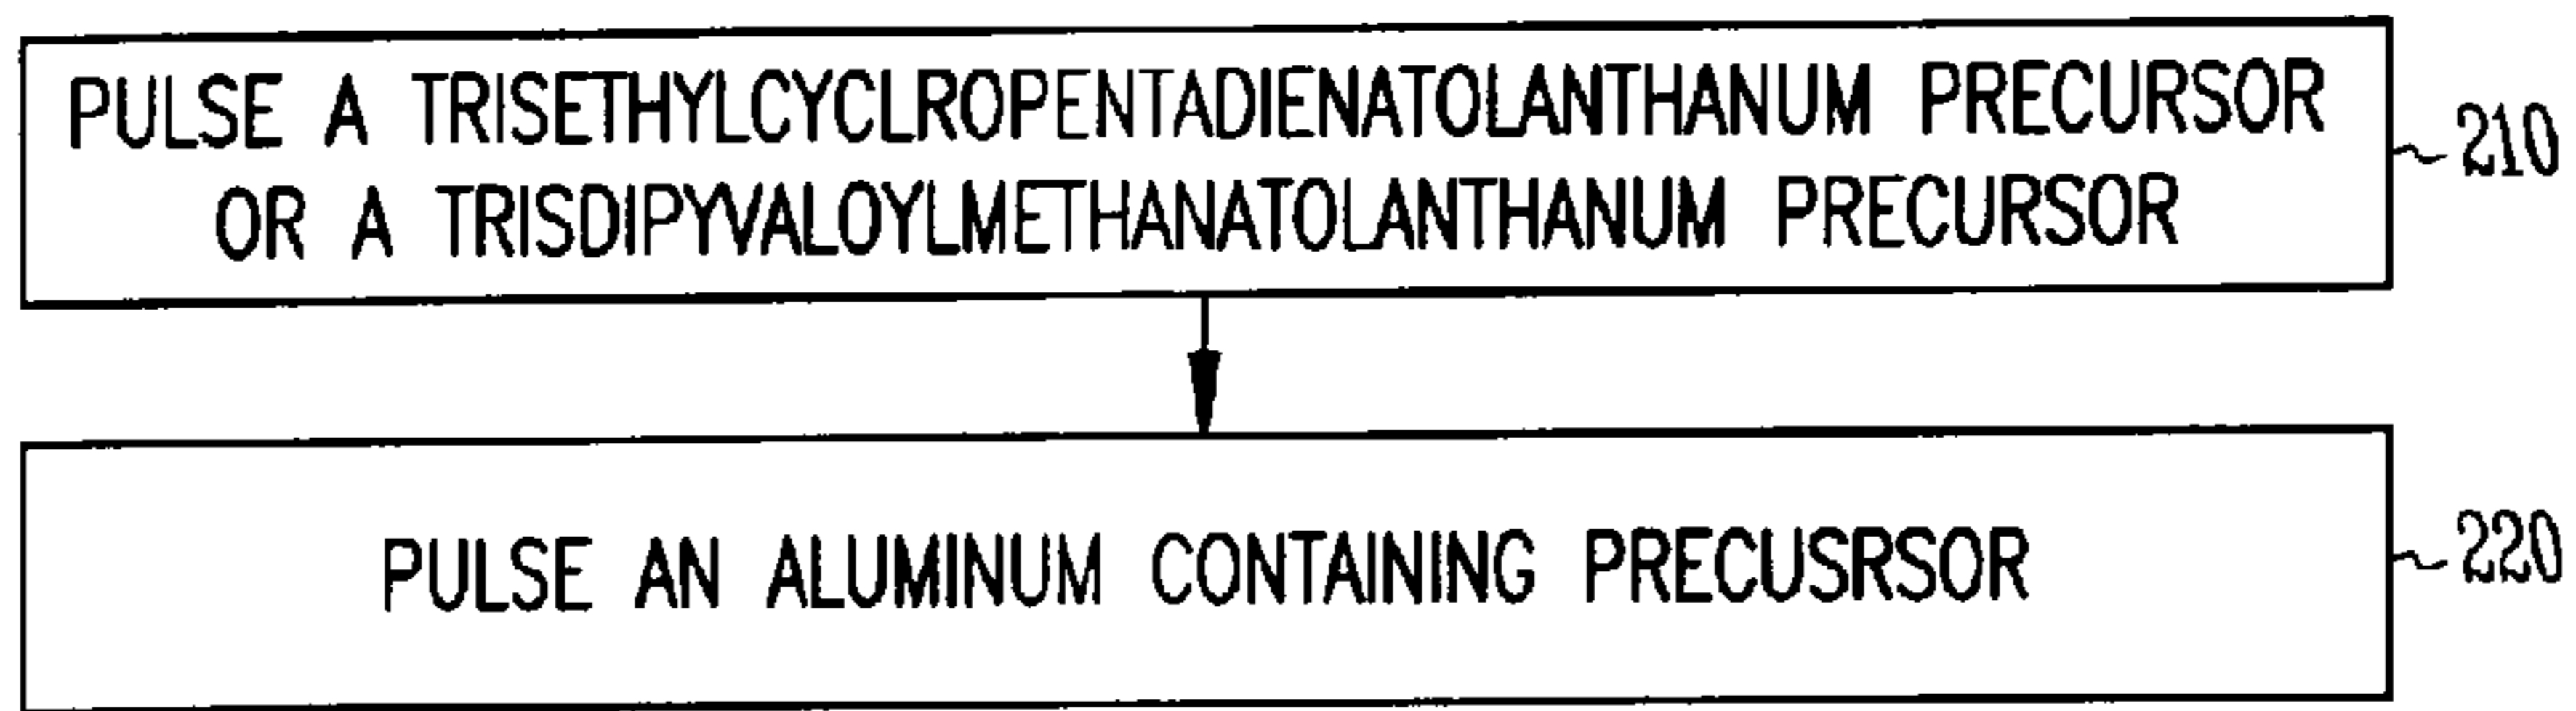 PULSE A TRISETHYLCYCLROPENTADIENATOLANTHANUM PRECURSOR
OR A TRISDIPYVALOYLMETHANATOLANTHANUM PRECURSOR
210
PULSE AN ALUMINUM CONTAINING PRECUSRSOR
220